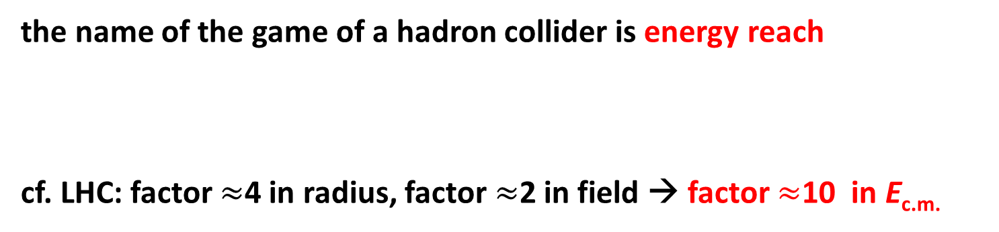 the name of the game of a hadron collider is energy reach
cf. LHC: factor ≈4 in radius, factor ≈2 in field → factor ≈10 in E_c.m.